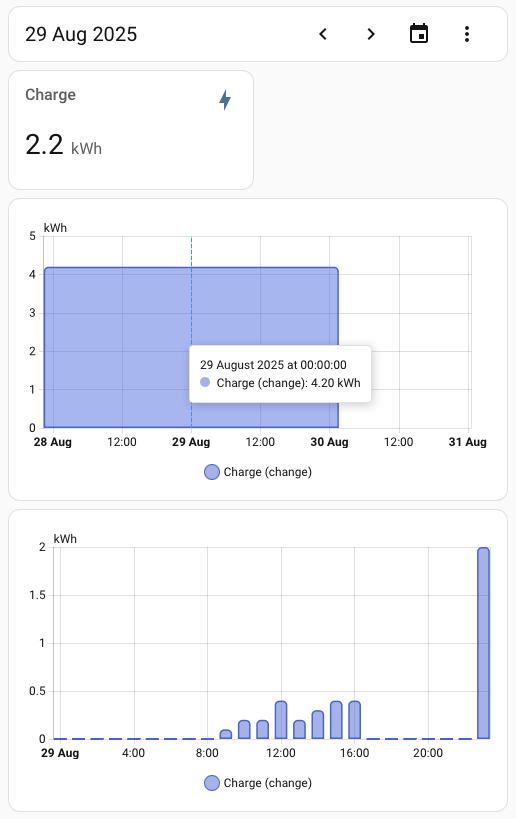 29 Aug 2025
Charge
2.2 kWh
kWh
5
4
3
2
1
0
29 August 2025 at 00:00:00
Charge (change): 4.20 kWh
28 Aug 12:00 29 Aug 12:00 30 Aug 12:00 31 Aug
Charge (change)
kWh
2
1.5
1
0.5
0
29 Aug 4:00 8:00 12:00 16:00 20:00
Charge (change)